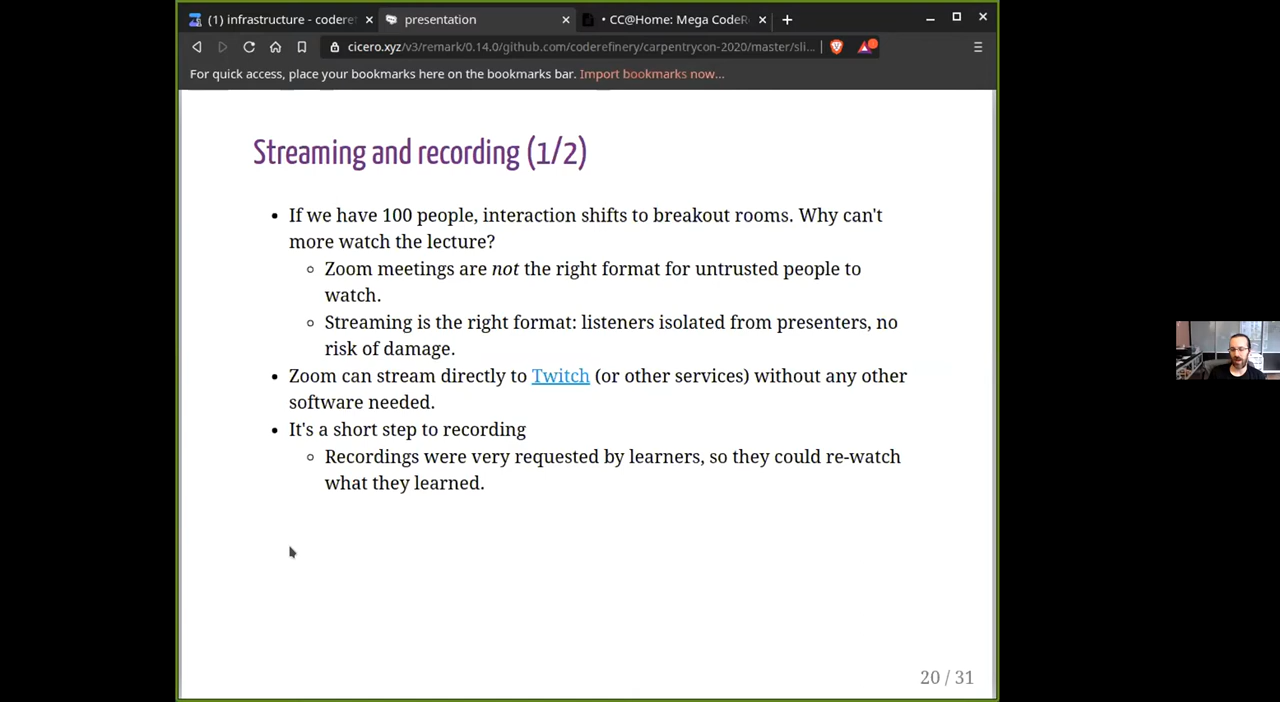 (1) infrastructure - coderef
presentation
• CC@Home: Mega CodeR
cicero.xyz/v3/remark/0.14.0/github.com/coderefinery/carpentrycon-2020/master/sli...
For quick access, place your bookmarks here on the bookmarks bar. Import bookmarks now...
Streaming and recording (1/2)
• If we have 100 people, interaction shifts to breakout rooms. Why can't
more watch the lecture?
◦ Zoom meetings are not the right format for untrusted people to
watch.
◦ Streaming is the right format: listeners isolated from presenters, no
risk of damage.
• Zoom can stream directly to Twitch (or other services) without any other
software needed.
• It's a short step to recording
◦ Recordings were very requested by learners, so they could re-watch
what they learned.
20 / 31